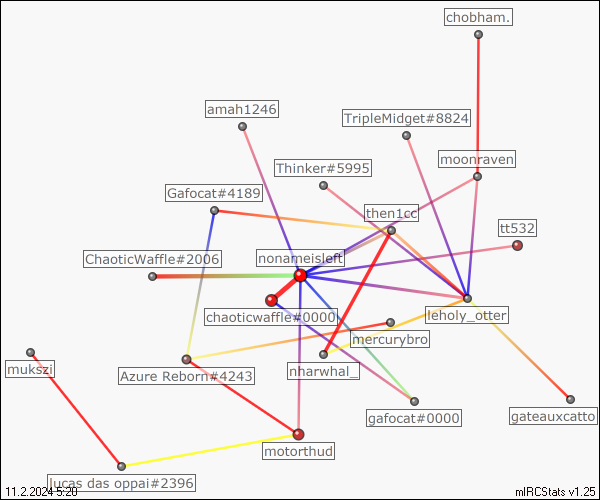 chobham.
amah1246
TripleMidget#8824
moonraven
Thinker#5995
Gafocat#4189
then1cc
tt532
nonameisleft
ChaoticWaffle#2006
chaoticwaffle#0000
leholy_otter
mercurybro
mukszi
Azure Reborn#4243
nharwhal_
gafocat#0000
gateauxcatto
motorthud
lucas das oppai#2396
11.2.2024 5:20
mIRCStats v1.25